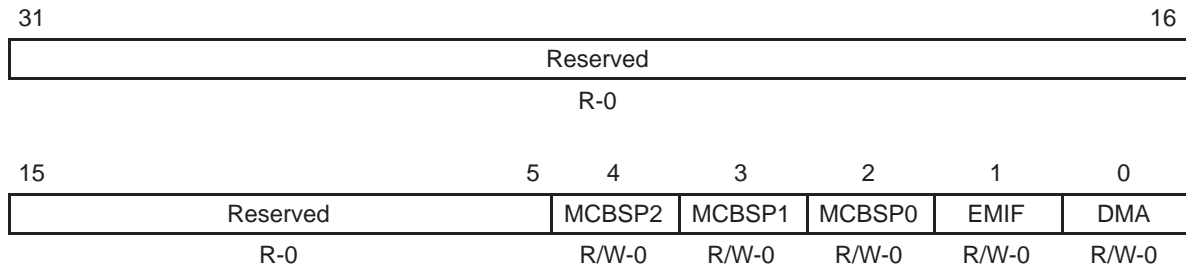 31 16
Reserved
R-0
15 5 4 3 2 1 0
Reserved MCBSP2 MCBSP1 MCBSP0 EMIF DMA
R-0 R/W-0 R/W-0 R/W-0 R/W-0 R/W-0